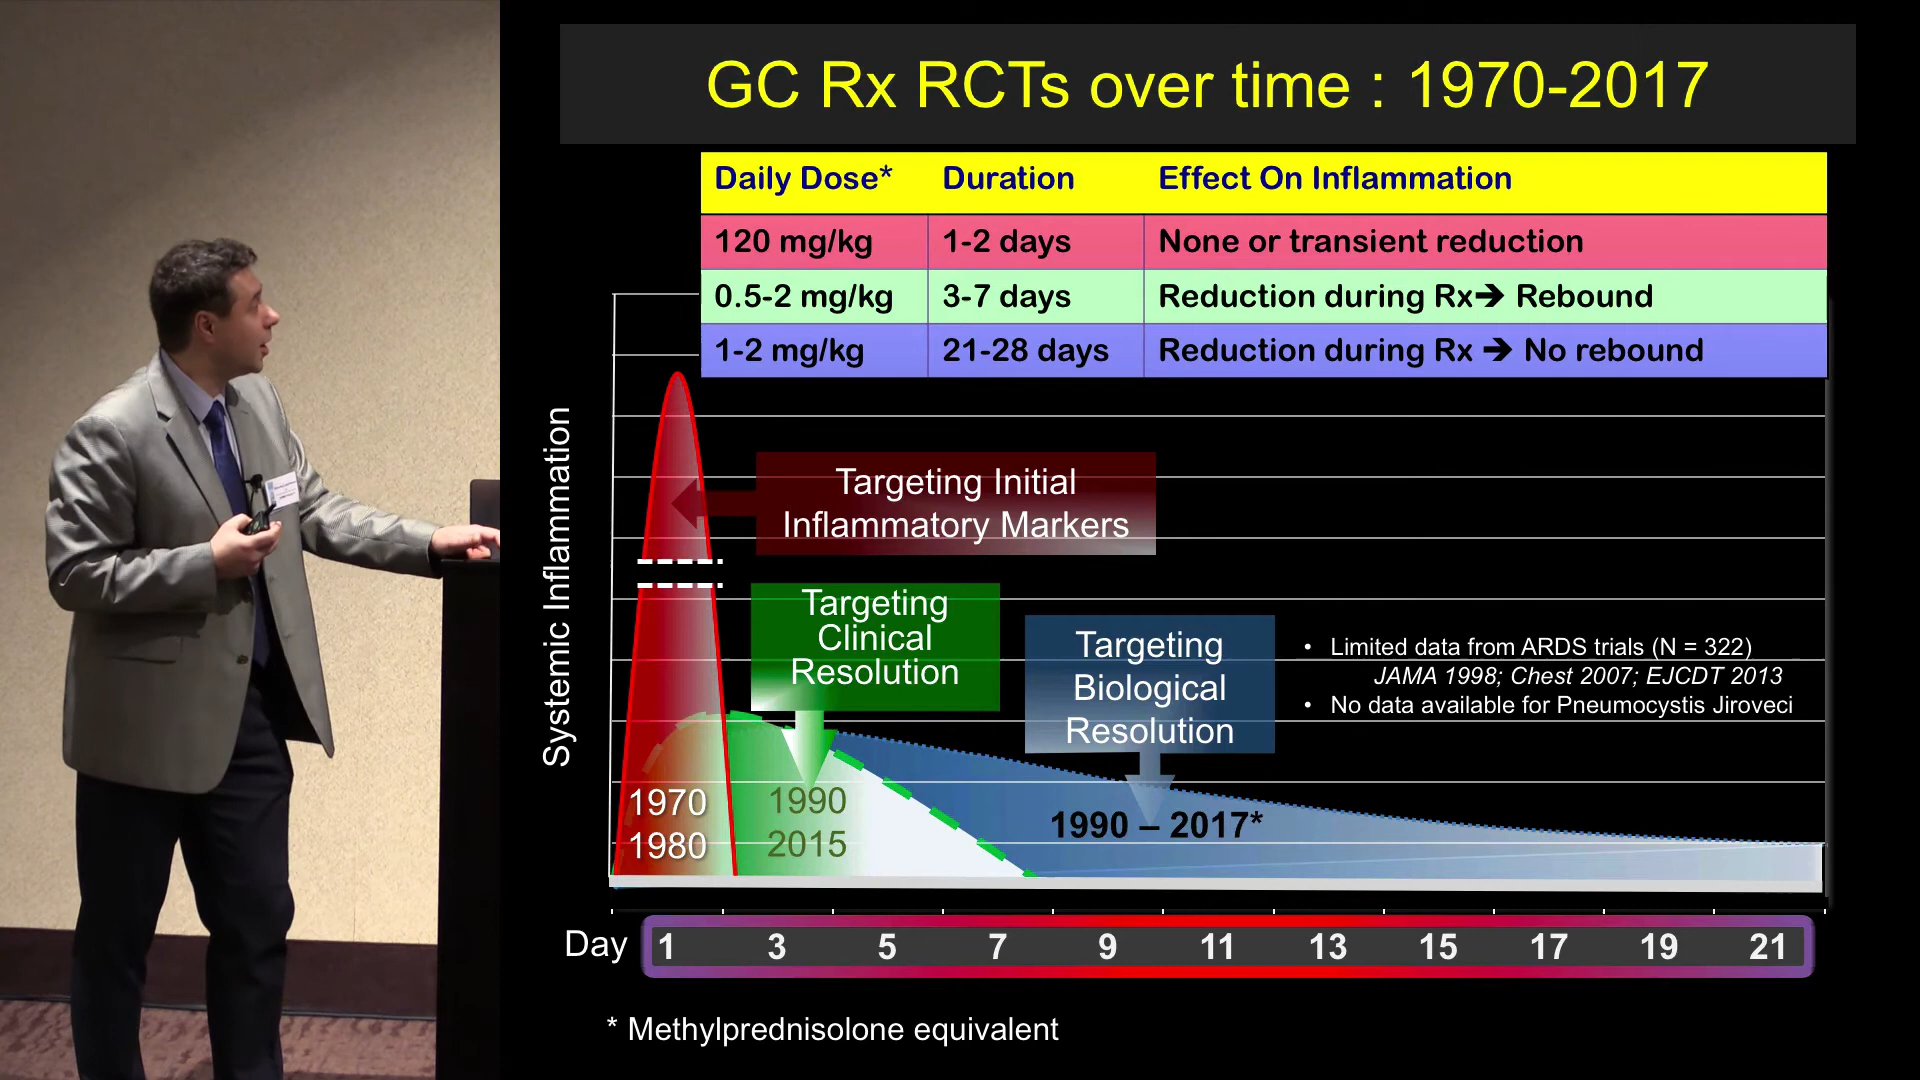 GC Rx RCTs over time : 1970-2017
Daily Dose* Duration Effect On Inflammation
120 mg/kg 1-2 days None or transient reduction
0.5-2 mg/kg 3-7 days Reduction during Rx➔ Rebound
1-2 mg/kg 21-28 days Reduction during Rx ➔ No rebound
Systemic Inflammation
Targeting Initial
Inflammatory Markers
Targeting
Clinical
Resolution
Targeting
Biological
Resolution
• Limited data from ARDS trials (N = 322)
JAMA 1998; Chest 2007; EJCDT 2013
• No data available for Pneumocystis Jiroveci
1970
1980
1990
2015
1990 – 2017*
Day 1 3 5 7 9 11 13 15 17 19 21
* Methylprednisolone equivalent